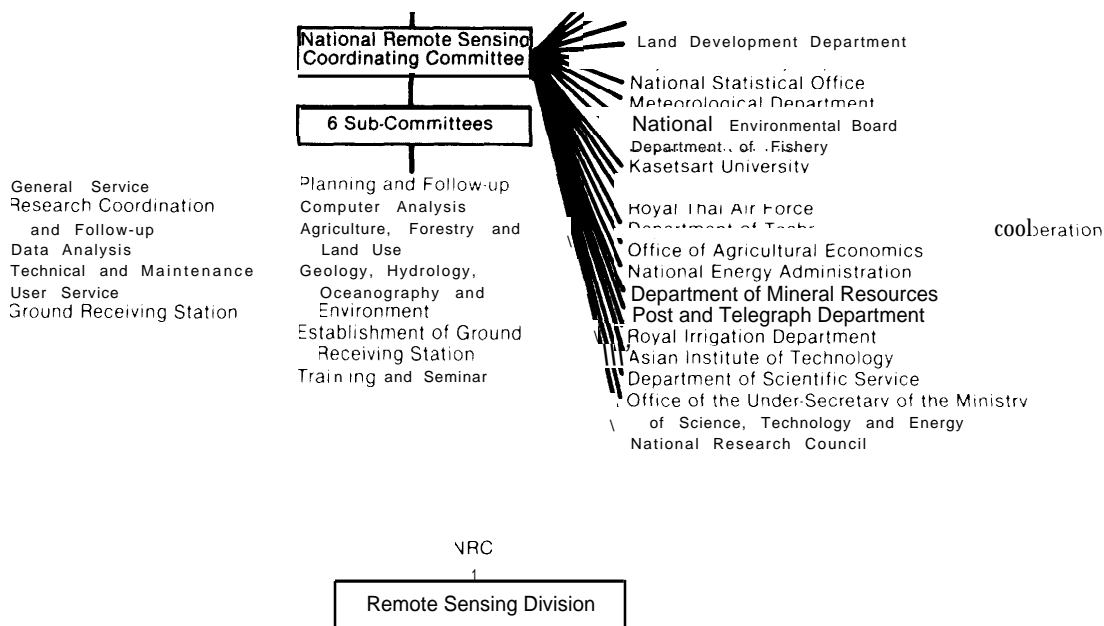 National Remote Sensing
Coordinating Committee
6 Sub-Committees
General Service
Research Coordination
and Follow-up
Data Analysis
Technical and Maintenance
User Service
Ground Receiving Station
Planning and Follow-up
Computer Analysis
Agriculture, Forestry and
Land Use
Geology, Hydrology,
Oceanography and
Environment
Establishment of Ground
Receiving Station
Training and Seminar
Land Development Department
National Statistical Office
Meteorological Department
National Environmental Board
Department of Fishery
Kasetsart University
Royal Thai Air Force
Department of
Office of Agricultural Economics
National Energy Administration
Department of Mineral Resources
Post and Telegraph Department
Royal Irrigation Department
Asian Institute of Technology
Department of Scientific Service
Office of the Under-Secretary of the Ministry
of Science, Technology and Energy
National Research Council
NRC
Remote Sensing Division